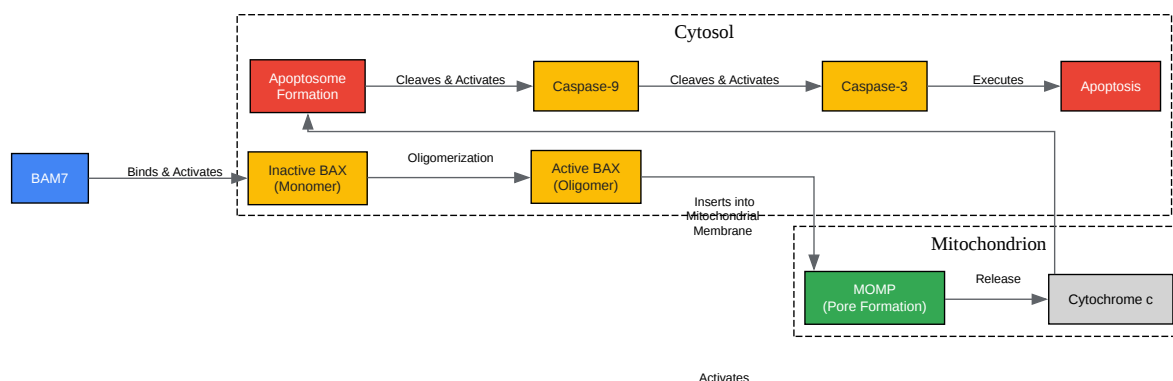 Cytosol
Apoptosome
Formation
Cleaves & Activates
Caspase-9
Cleaves & Activates
Caspase-3
Executes
Apoptosis
BAM7
Binds & Activates
Inactive BAX
(Monomer)
Oligomerization
Active BAX
(Oligomer)
Inserts into
Mitochondrial
Membrane
Mitochondrion
MOMP
(Pore Formation)
Release
Cytochrome c
Activates